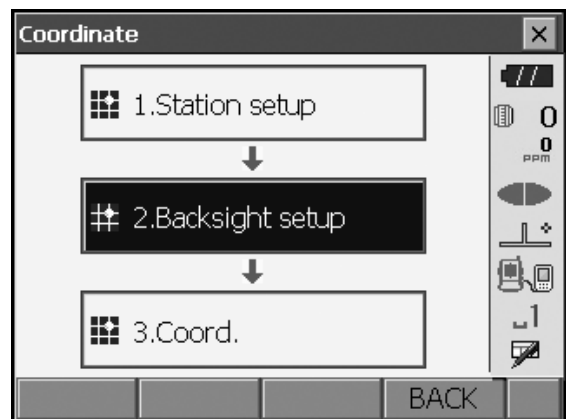 Coordinate
1.Station setup
0
0
PPM
2.Backsight setup
3.Coord.
1
BACK